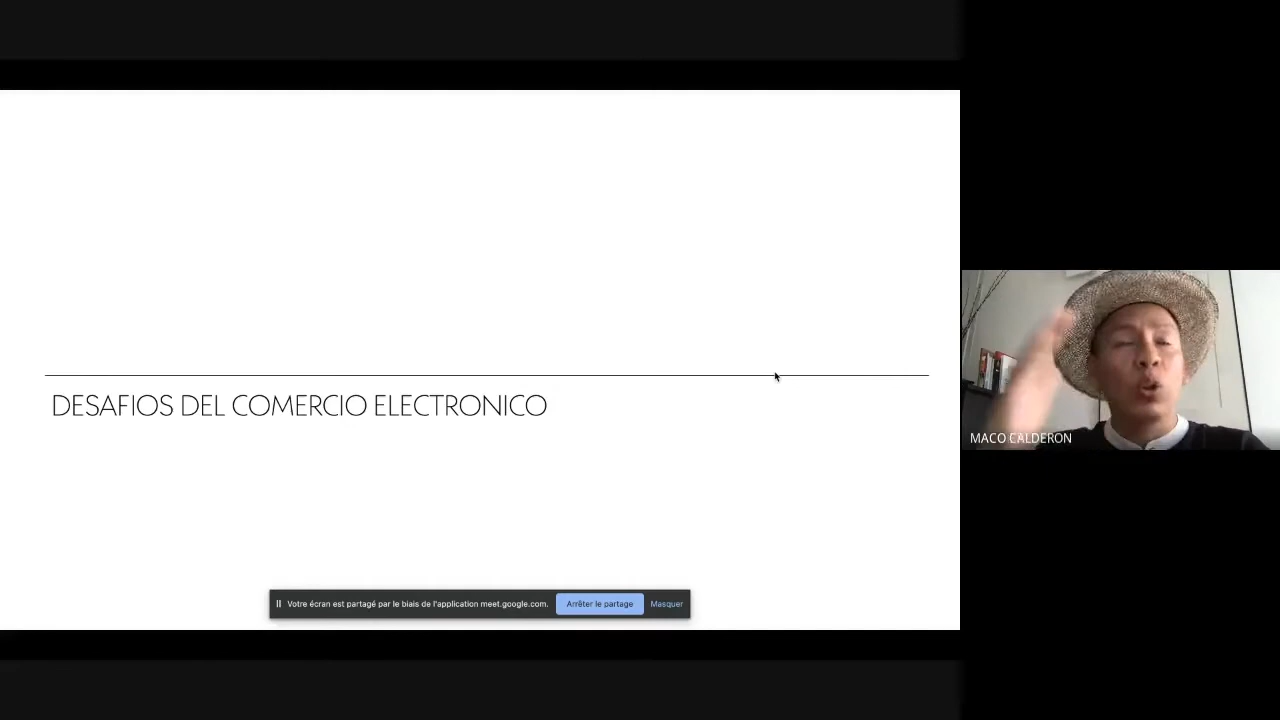 DESAFIOS DEL COMERCIO ELECTRONICO
MACO CALDERON
Votre écran est partagé par le biais de l'application meet.google.com. Arrêter le partage Masquer